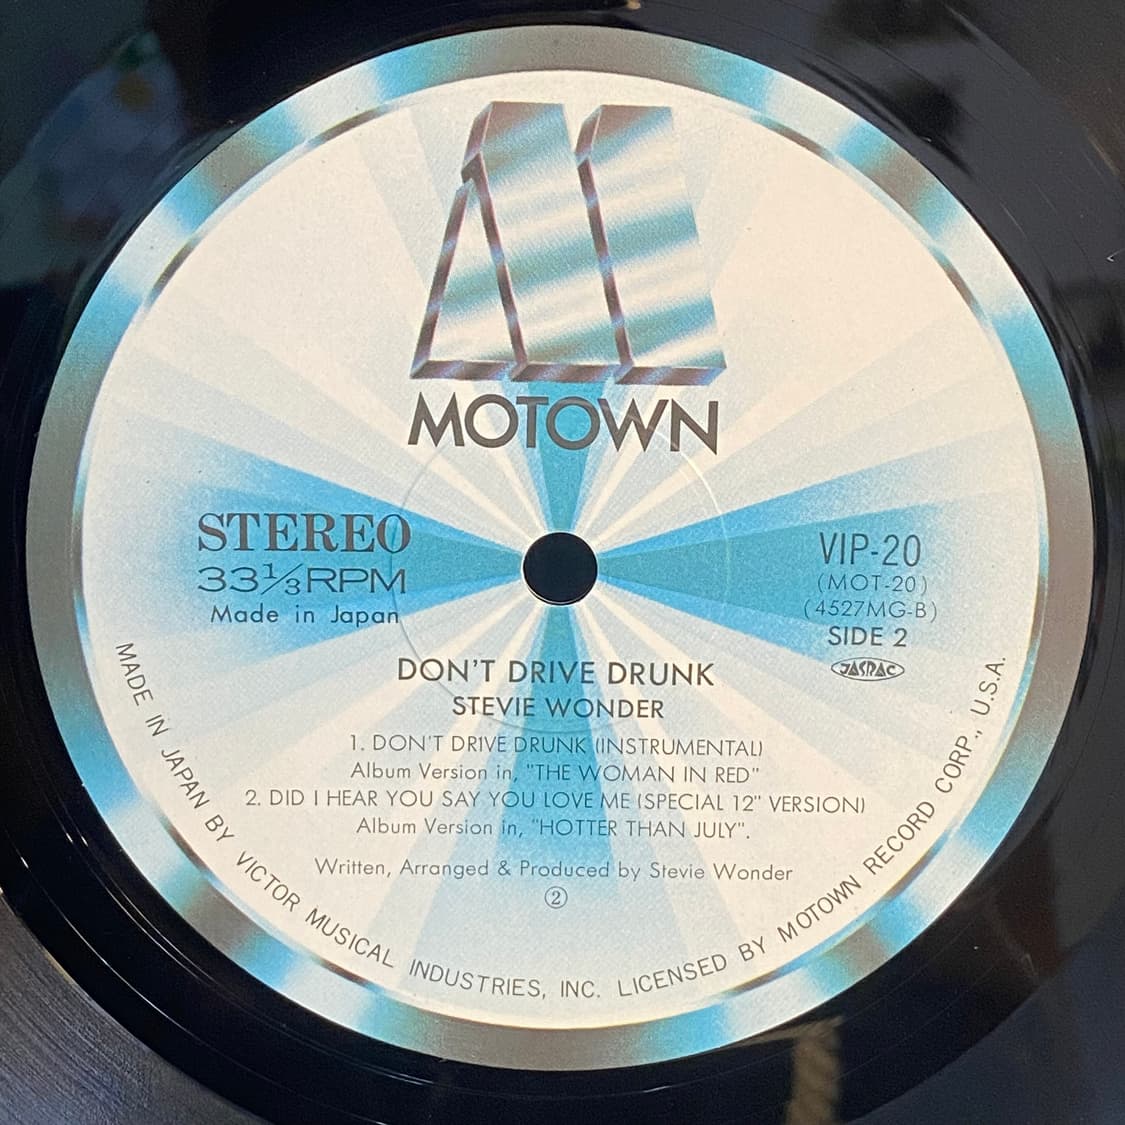 MOTOWN
STEREO
33⅓RPM
Made in Japan
VIP-20
(MOT-20)
(4527MG-B)
SIDE 2
JASRAC
DON'T DRIVE DRUNK
STEVIE WONDER
1. DON'T DRIVE DRUNK (INSTRUMENTAL)
Album Version in, "THE WOMAN IN RED"
2. DID I HEAR YOU SAY YOU LOVE ME (SPECIAL 12" VERSION)
Album Version in, "HOTTER THAN JULY".
Written, Arranged & Produced by Stevie Wonder
②
MADE IN JAPAN BY VICTOR MUSICAL INDUSTRIES, INC. LICENSED BY MOTOWN RECORD CORP., U.S.A.